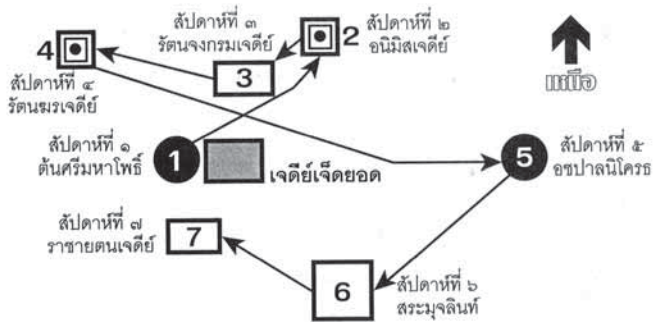 สัปดาห์ที่ ๓
รัตนจงกรมเจดีย์
4
2
สัปดาห์ที่ ๒
อนิมิสเจดีย์
3
เหนือ
สัปดาห์ที่ ๔
รัตนฆรเจดีย์
สัปดาห์ที่ ๑
ต้นศรีมหาโพธิ์
1
เจดีย์เจ็ดยอด
5
สัปดาห์ที่ ๕
อชปาลนิโครธ
สัปดาห์ที่ ๗
ราชายตนเจดีย์
7
6
สัปดาห์ที่ ๖
สระมุจลินท์